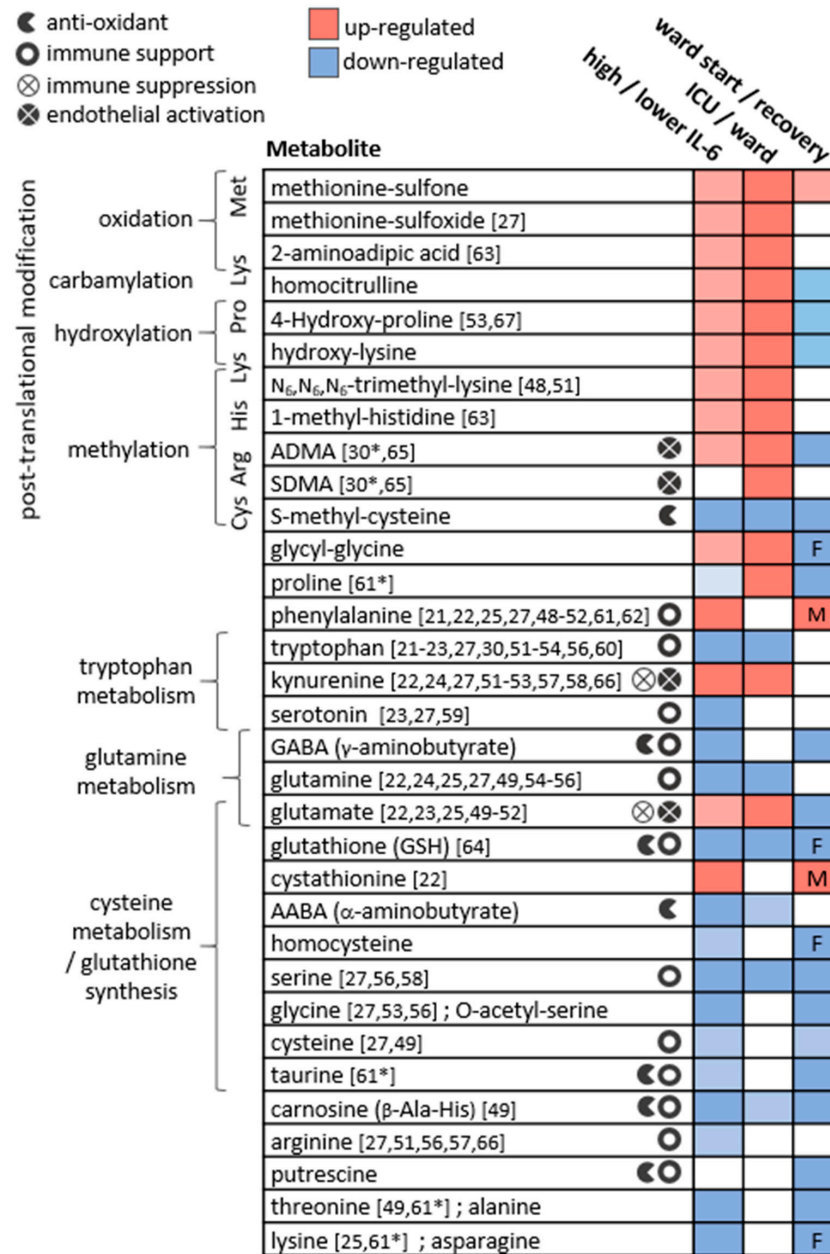 anti-oxidant
immune support
immune suppression
endothelial activation
up-regulated
down-regulated
high / lower IL-6
ICU / ward
ward start / recovery
Metabolite
post-translational modification
oxidation
carbamylation
hydroxylation
methylation
Met
Lys
Pro
Lys
His
Arg
Cys
methionine-sulfone
methionine-sulfoxide [27]
2-aminoadipic acid [63]
homocitrulline
4-Hydroxy-proline [53,67]
hydroxy-lysine
N₆,N₆,N₆-trimethyl-lysine [48,51]
1-methyl-histidine [63]
ADMA [30*,65]
SDMA [30*,65]
S-methyl-cysteine
glycyl-glycine F
proline [61*]
phenylalanine [21,22,25,27,48-52,61,62] M
tryptophan
metabolism
tryptophan [21-23,27,30,51-54,56,60]
kynurenine [22,24,27,51-53,57,58,66]
serotonin [23,27,59]
glutamine
metabolism
GABA (γ-aminobutyrate)
glutamine [22,24,25,27,49,54-56]
glutamate [22,23,25,49-52]
cysteine
metabolism
/ glutathione
synthesis
glutathione (GSH) [64] F
cystathionine [22] M
AABA (α-aminobutyrate)
homocysteine F
serine [27,56,58]
glycine [27,53,56] ; O-acetyl-serine
cysteine [27,49]
taurine [61*]
carnosine (β-Ala-His) [49]
arginine [27,51,56,57,66]
putrescine
threonine [49,61*] ; alanine
lysine [25,61*] ; asparagine F